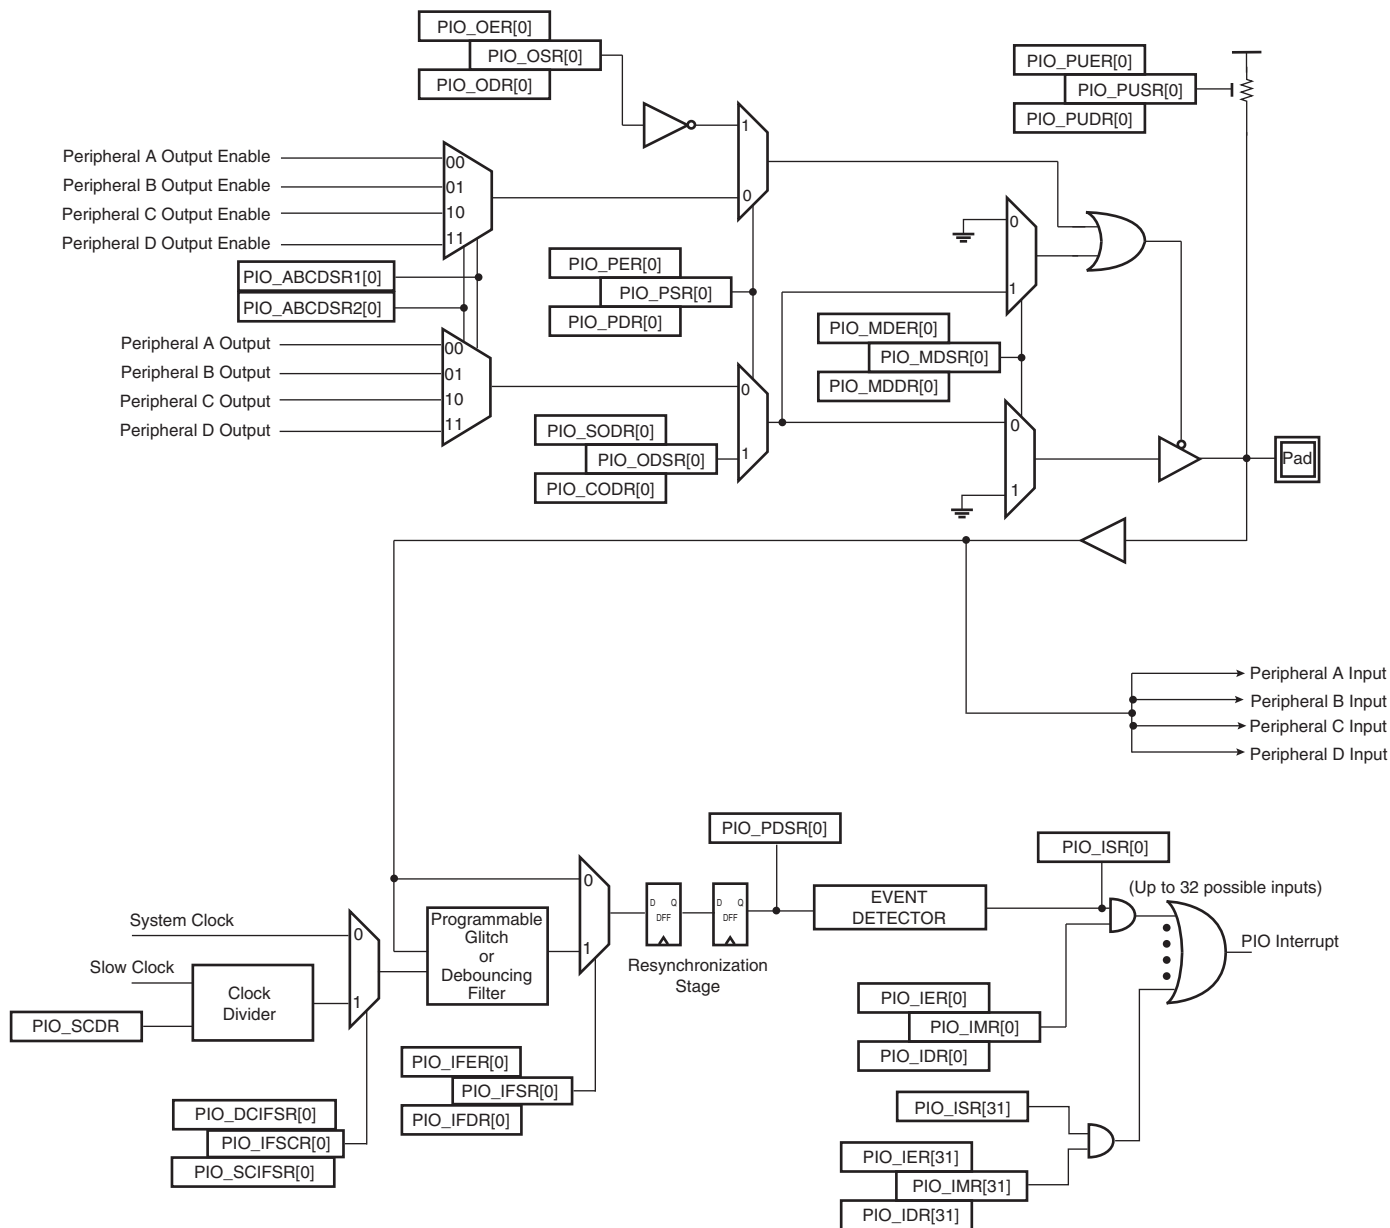 PIO_OER[0]
PIO_OSR[0]
PIO_ODR[0]
PIO_PUER[0]
PIO_PUSR[0]
PIO_PUDR[0]
1
0
Peripheral A Output Enable
Peripheral B Output Enable
Peripheral C Output Enable
Peripheral D Output Enable
00
01
10
11
0
1
PIO_ABCDSR1[0]
PIO_ABCDSR2[0]
PIO_PER[0]
PIO_PSR[0]
PIO_PDR[0]
PIO_MDER[0]
PIO_MDSR[0]
PIO_MDDR[0]
Peripheral A Output
Peripheral B Output
Peripheral C Output
Peripheral D Output
00
01
10
11
0
1
PIO_SODR[0]
PIO_ODSR[0]
PIO_CODR[0]
0
1
Pad
Peripheral A Input
Peripheral B Input
Peripheral C Input
Peripheral D Input
PIO_PDSR[0]
PIO_ISR[0]
(Up to 32 possible inputs)
0
1
D Q
DFF
D Q
DFF
Resynchronization
Stage
EVENT
DETECTOR
PIO Interrupt
System Clock
Slow Clock
0
1
Clock
Divider
PIO_SCDR
Programmable
Glitch
or
Debouncing
Filter
PIO_IER[0]
PIO_IMR[0]
PIO_IDR[0]
PIO_IFER[0]
PIO_IFSR[0]
PIO_IFDR[0]
PIO_DCIFSR[0]
PIO_IFSCR[0]
PIO_SCIFSR[0]
PIO_ISR[31]
PIO_IER[31]
PIO_IMR[31]
PIO_IDR[31]